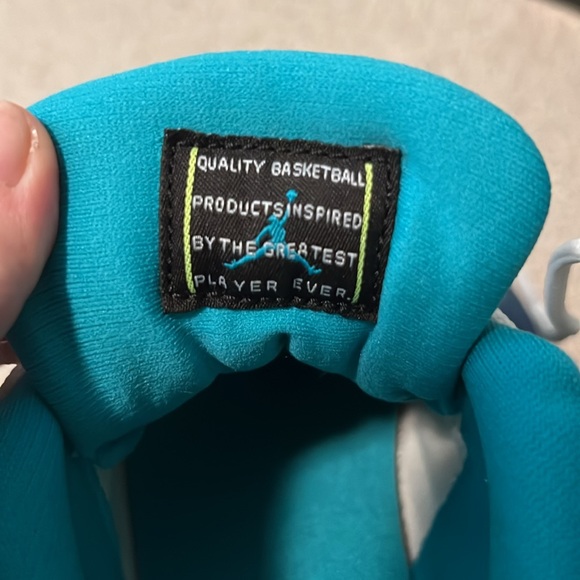 QUALITY BASKETBALL
PRODUCTS INSPIRED
BY THE GREATEST
PLAYER EVER.